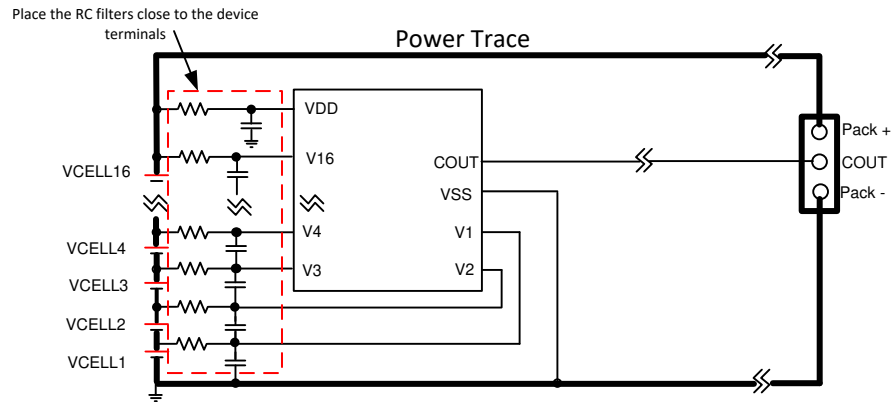 Place the RC filters close to the device
terminals
Power Trace
VDD
V16
V4
V3
COUT
VSS
V1
V2
VCELL16
VCELL4
VCELL3
VCELL2
VCELL1
Pack +
COUT
Pack -